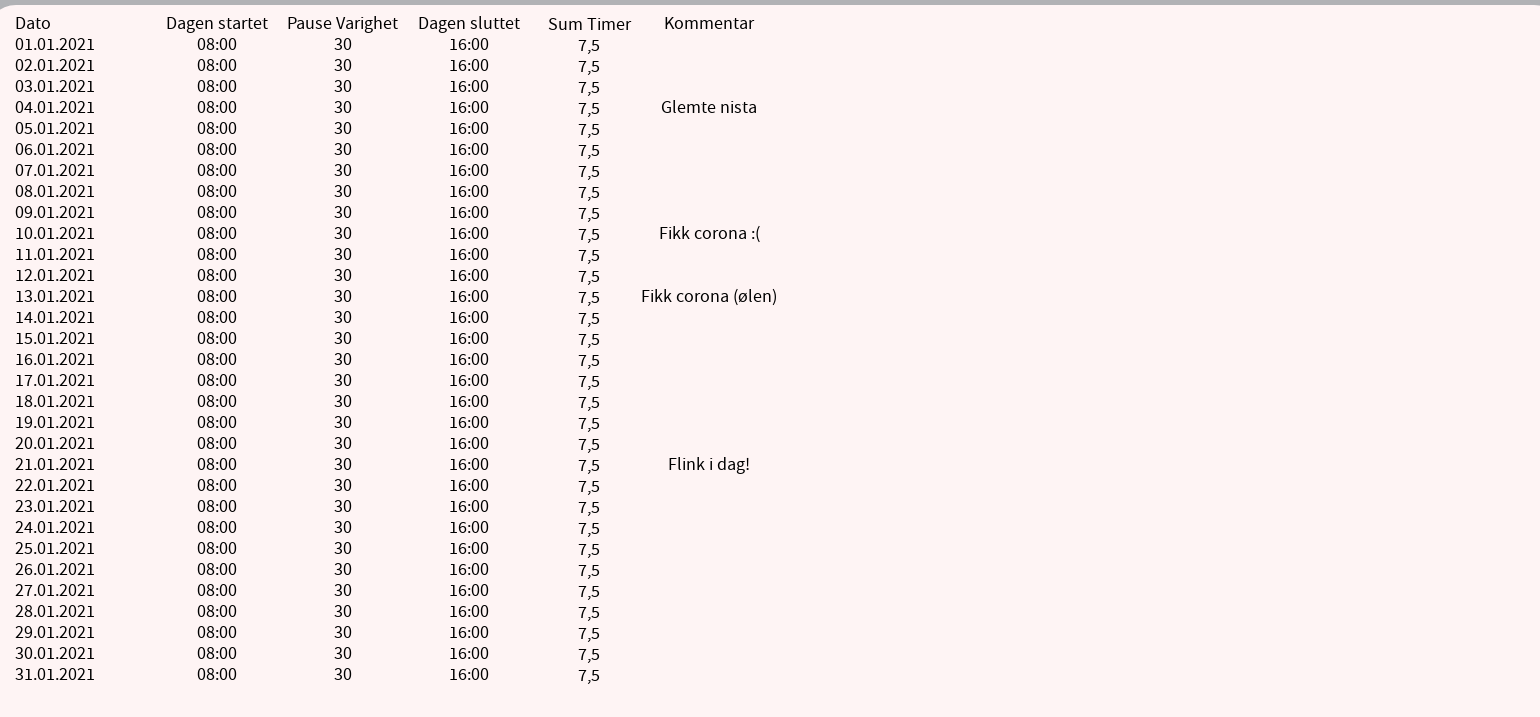 Dato Dagen startet Pause Varighet Dagen sluttet Sum Timer Kommentar
01.01.2021 08:00 30 16:00 7,5
02.01.2021 08:00 30 16:00 7,5
03.01.2021 08:00 30 16:00 7,5
04.01.2021 08:00 30 16:00 7,5 Glemte nista
05.01.2021 08:00 30 16:00 7,5
06.01.2021 08:00 30 16:00 7,5
07.01.2021 08:00 30 16:00 7,5
08.01.2021 08:00 30 16:00 7,5
09.01.2021 08:00 30 16:00 7,5
10.01.2021 08:00 30 16:00 7,5 Fikk corona :(
11.01.2021 08:00 30 16:00 7,5
12.01.2021 08:00 30 16:00 7,5
13.01.2021 08:00 30 16:00 7,5 Fikk corona (ølen)
14.01.2021 08:00 30 16:00 7,5
15.01.2021 08:00 30 16:00 7,5
16.01.2021 08:00 30 16:00 7,5
17.01.2021 08:00 30 16:00 7,5
18.01.2021 08:00 30 16:00 7,5
19.01.2021 08:00 30 16:00 7,5
20.01.2021 08:00 30 16:00 7,5
21.01.2021 08:00 30 16:00 7,5 Flink i dag!
22.01.2021 08:00 30 16:00 7,5
23.01.2021 08:00 30 16:00 7,5
24.01.2021 08:00 30 16:00 7,5
25.01.2021 08:00 30 16:00 7,5
26.01.2021 08:00 30 16:00 7,5
27.01.2021 08:00 30 16:00 7,5
28.01.2021 08:00 30 16:00 7,5
29.01.2021 08:00 30 16:00 7,5
30.01.2021 08:00 30 16:00 7,5
31.01.2021 08:00 30 16:00 7,5